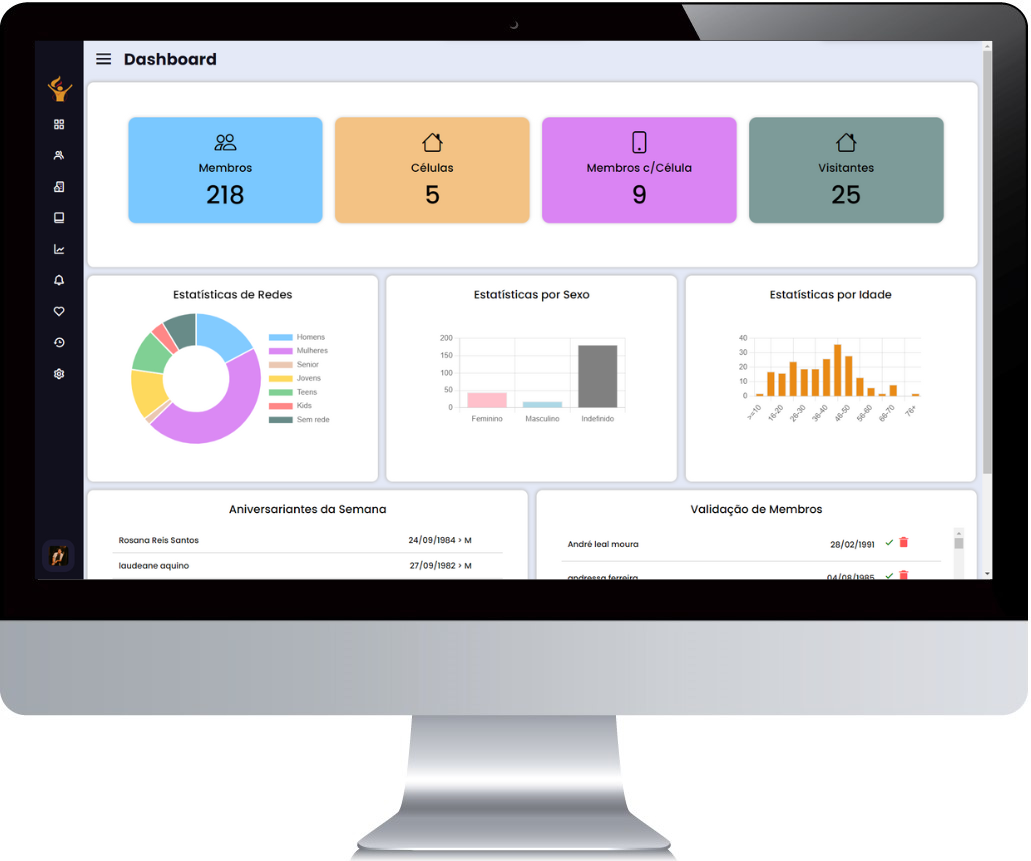 Dashboard
Membros
218
Células
5
Membros c/Célula
9
Visitantes
25
Estatísticas de Redes
Homens
Mulheres
Senior
Jovens
Teens
Kids
Sem rede
Estatísticas por Sexo
200
150
100
50
0
Feminino Masculino Indefinido
Estatísticas por Idade
40
30
20
10
0
>=10 16-20 26-30 36-40 46-50 56-60 66-70 76+
Aniversariantes da Semana
Rosana Reis Santos 24/09/1984 > M
Iaudeane aquino 27/09/1982 > M
Validação de Membros
André leal moura 28/02/1991
andressa ferreira 04/08/1985